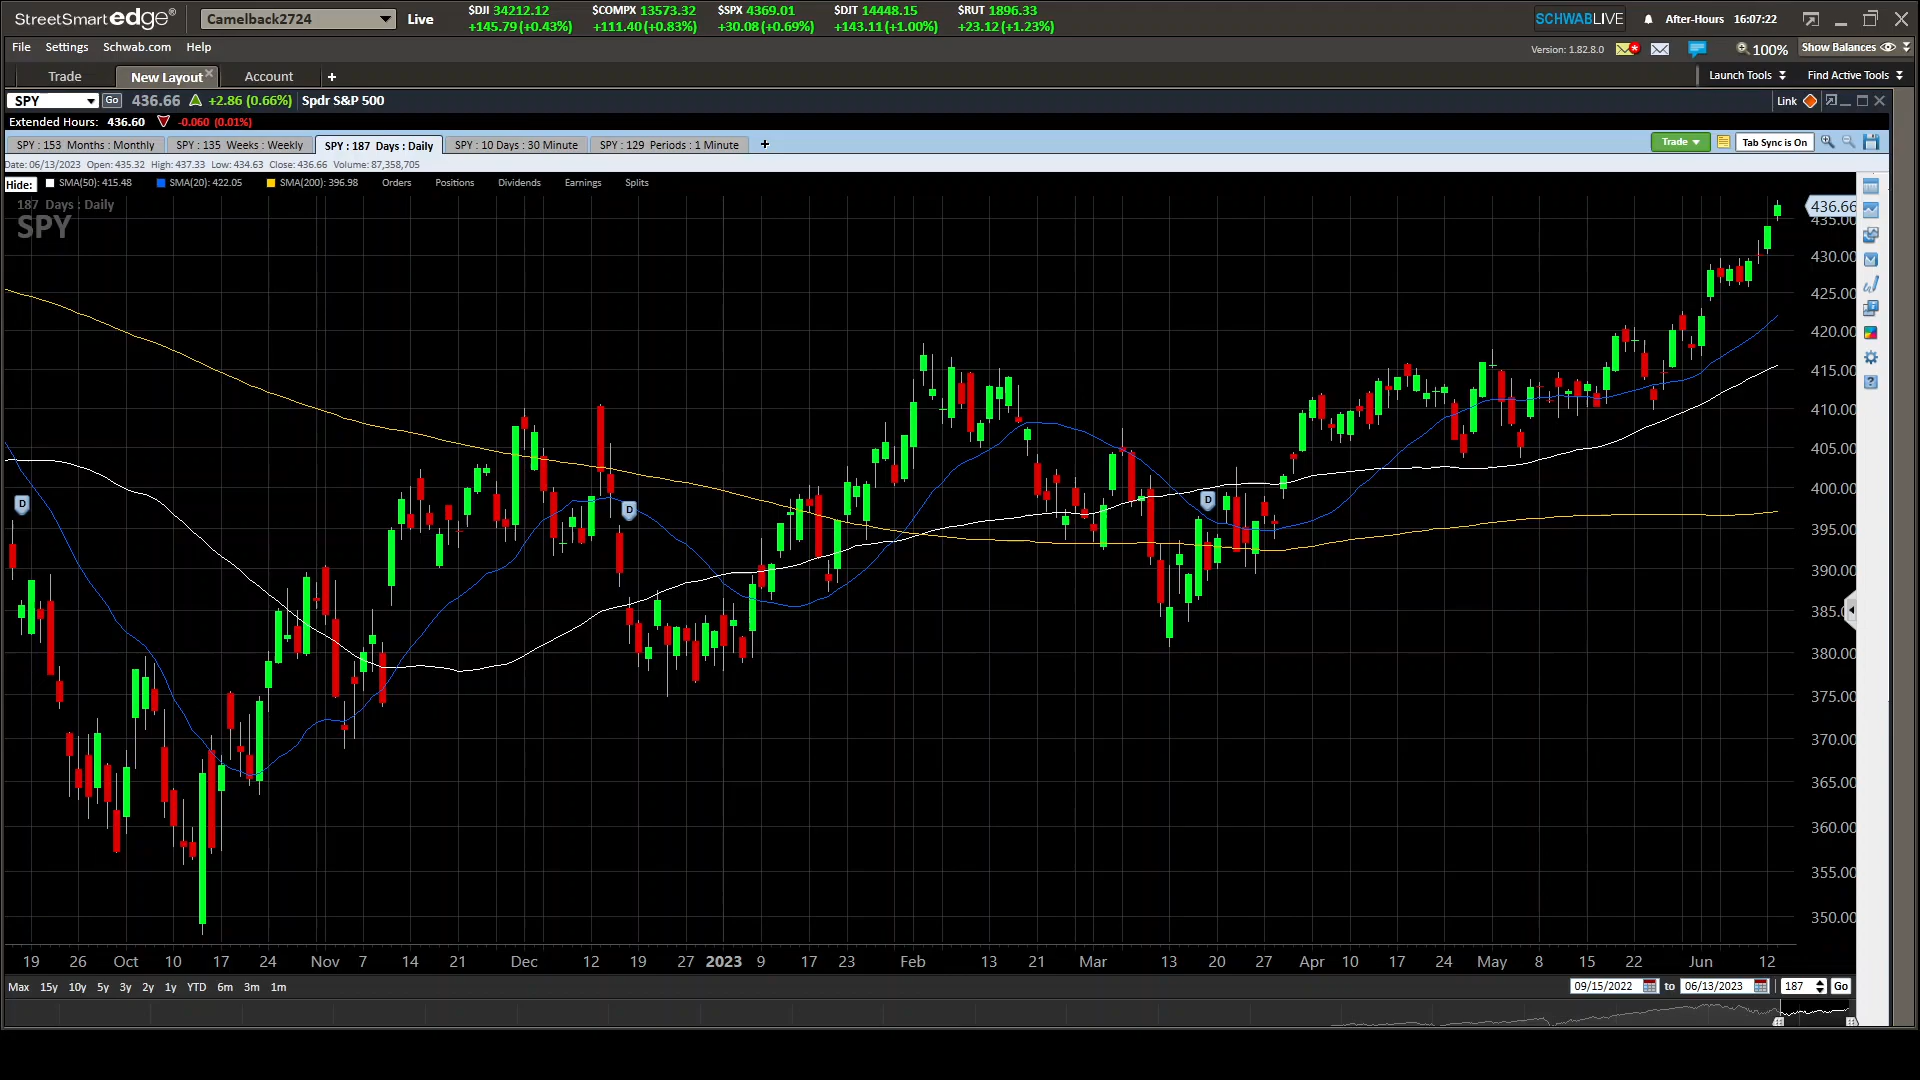 StreetSmart edge® Camelback2724 Live $DJI 34212.12 $COMPX 13573.32 $SPX 4369.01 $DJT 14448.15 $RUT 1896.33 SCHWABLIVE After-Hours 16:07:22
+145.79 (+0.43%) +111.40 (+0.83%) +30.08 (+0.69%) +143.11 (+1.00%) +23.12 (+1.23%)
File Settings Schwab.com Help Version: 1.82.8.0 100% Show Balances
Trade New Layout Account + Launch Tools Find Active Tools
SPY Go 436.66 +2.86 (0.66%) Spdr S&P 500 Link
Extended Hours: 436.60 -0.060 (0.01%)
SPY : 153 Months : Monthly SPY : 135 Weeks : Weekly SPY : 187 Days : Daily SPY : 10 Days : 30 Minute SPY : 129 Periods : 1 Minute + Trade Tab Sync is On
Date: 06/13/2023 Open: 435.32 High: 437.33 Low: 434.63 Close: 436.66 Volume: 87,358,705
Hide: SMA(50): 415.48 SMA(20): 422.05 SMA(200): 396.98 Orders Positions Dividends Earnings Splits
187 Days : Daily
SPY
436.66
435.00
430.00
425.00
420.00
415.00
410.00
405.00
400.00
395.00
390.00
385.0
380.00
375.00
370.00
365.00
360.00
355.00
350.00
D
D
D
19 26 Oct 10 17 24 Nov 7 14 21 Dec 12 19 27 2023 9 17 23 Feb 13 21 Mar 13 20 27 Apr 10 17 24 May 8 15 22 Jun 12
Max 15y 10y 5y 3y 2y 1y YTD 6m 3m 1m 09/15/2022 to 06/13/2023 187 Go